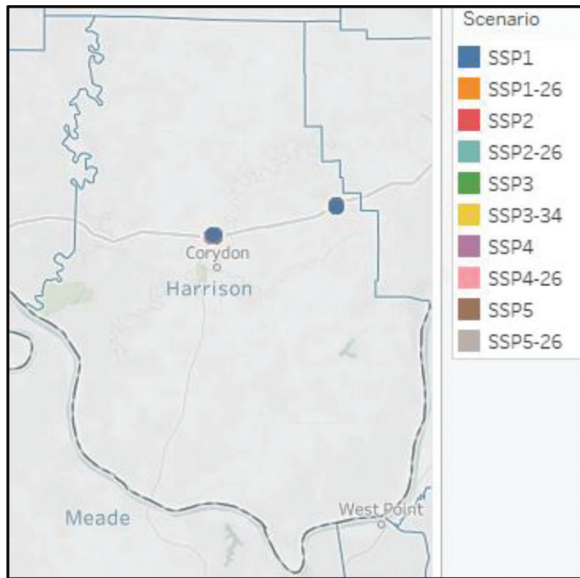 Scenario
SSP1
SSP1-26
SSP2
SSP2-26
SSP3
SSP3-34
SSP4
SSP4-26
SSP5
SSP5-26
Corydon
Harrison
Meade
West Point